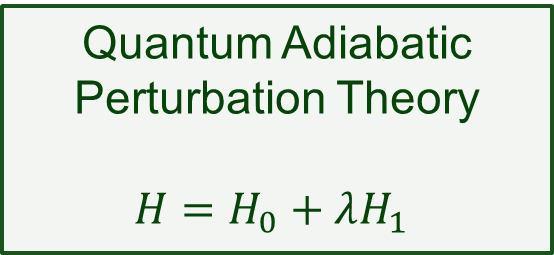 Quantum Adiabatic
Perturbation Theory
H = H₀ + λH₁